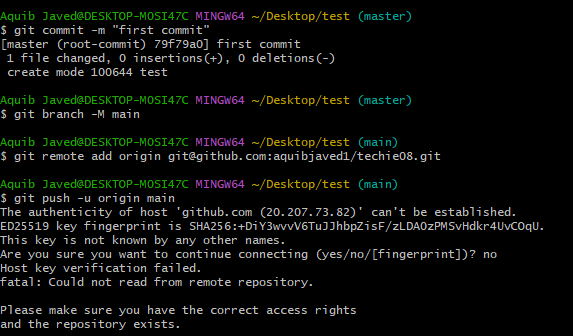 Aquib Javed@DESKTOP-MOSI47C MINGW64 ~/Desktop/test (master)
$ git commit -m "first commit"
[master (root-commit) 79f79a0] first commit
 1 file changed, 0 insertions(+), 0 deletions(-)
 create mode 100644 test
Aquib Javed@DESKTOP-MOSI47C MINGW64 ~/Desktop/test (master)
$ git branch -M main
Aquib Javed@DESKTOP-MOSI47C MINGW64 ~/Desktop/test (main)
$ git remote add origin git@github.com:aquibjaved1/techie08.git
Aquib Javed@DESKTOP-MOSI47C MINGW64 ~/Desktop/test (main)
$ git push -u origin main
The authenticity of host 'github.com (20.207.73.82)' can't be established.
ED25519 key fingerprint is SHA256:+DiY3wvvV6TuJJhbpZisF/zLDA0zPMSvHdkr4UvCOqU.
This key is not known by any other names.
Are you sure you want to continue connecting (yes/no/[fingerprint])? no
Host key verification failed.
fatal: Could not read from remote repository.
Please make sure you have the correct access rights
and the repository exists.